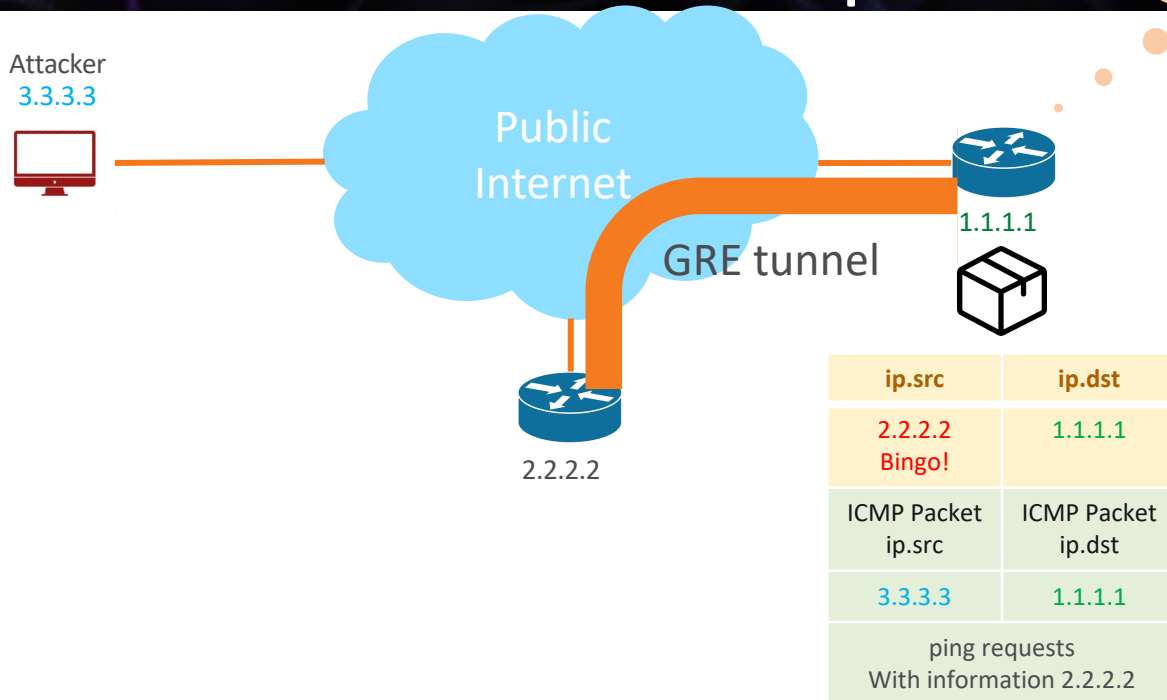 Attacker
3.3.3.3
Public
Internet
1.1.1.1
GRE tunnel
2.2.2.2
ip.src
ip.dst
2.2.2.2
Bingo!
1.1.1.1
ICMP Packet
ip.src
ICMP Packet
ip.dst
3.3.3.3
1.1.1.1
ping requests
With information 2.2.2.2